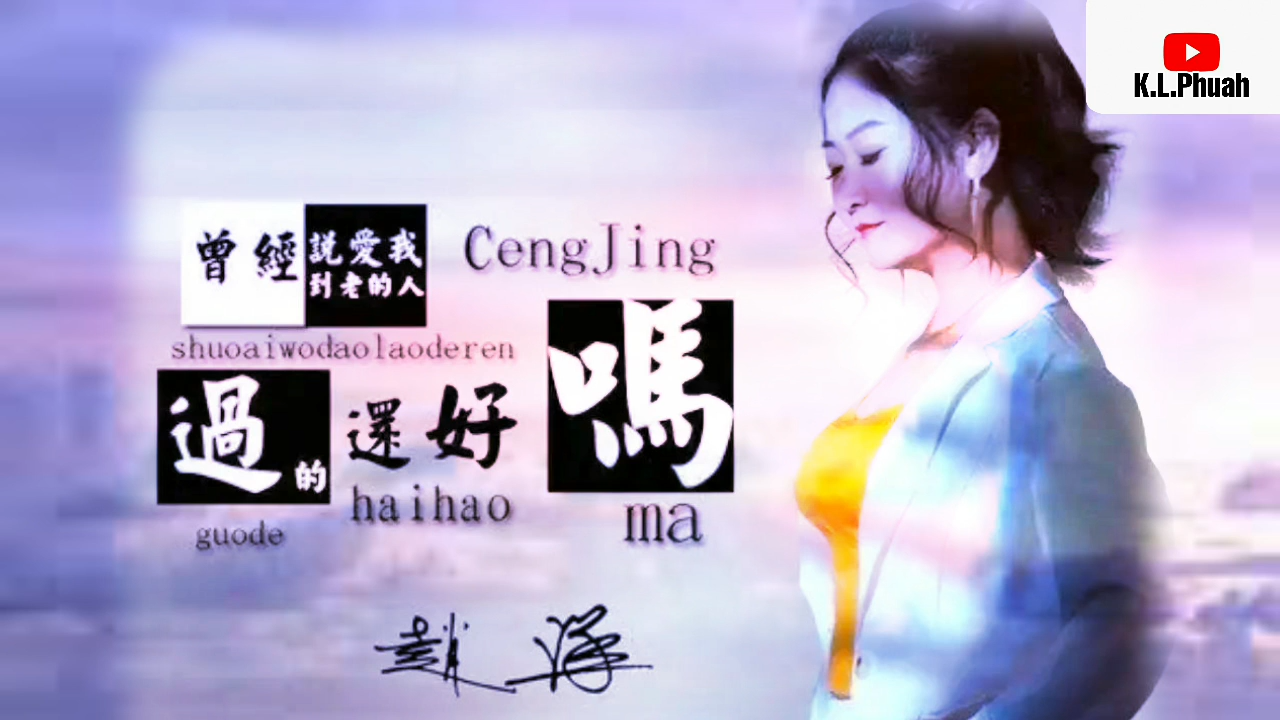 K.L.Phuah
曾經
説愛我
到老的人
CengJing
shuoaiwodaolaoderen
過的
還好
嗎
haihao
guode
ma